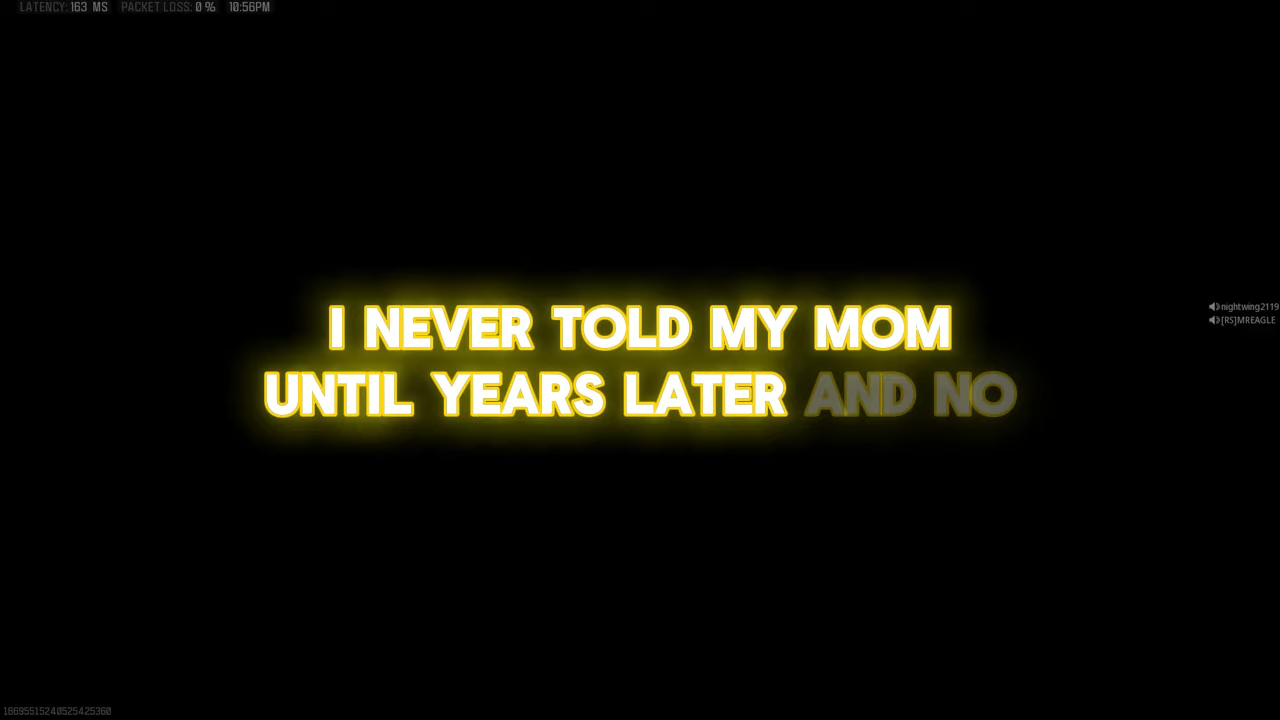 LATENCY: 163 MS PACKET LOSS: 0 % 10:56PM
I NEVER TOLD MY MOM
UNTIL YEARS LATER AND NO
nightwing2119
[RS]MREAGLE
18695515240525425360